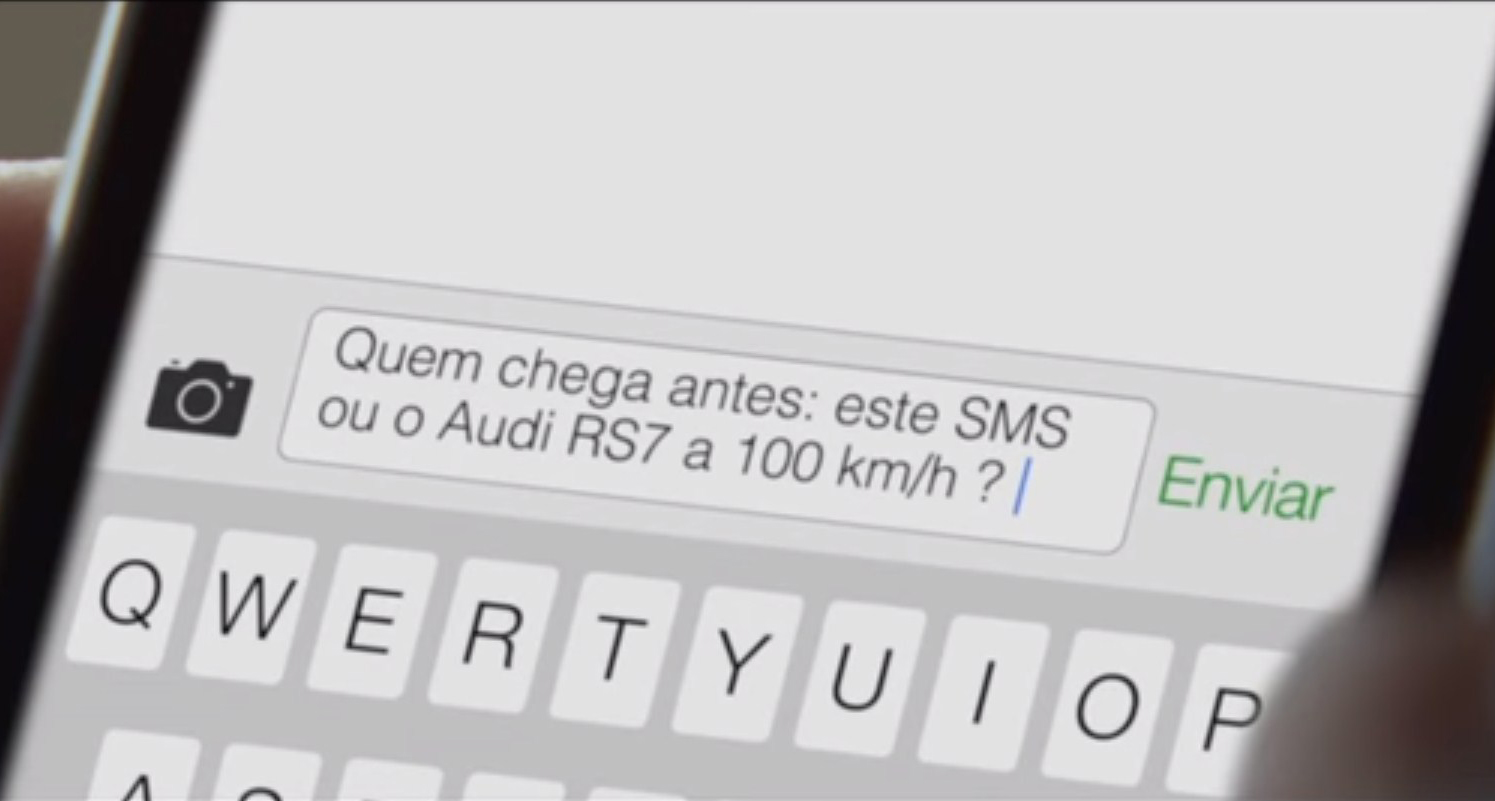 Quem chega antes: este SMS
ou o Audi RS7 a 100 km/h ?
Enviar
Q W E R T Y U I O P
A